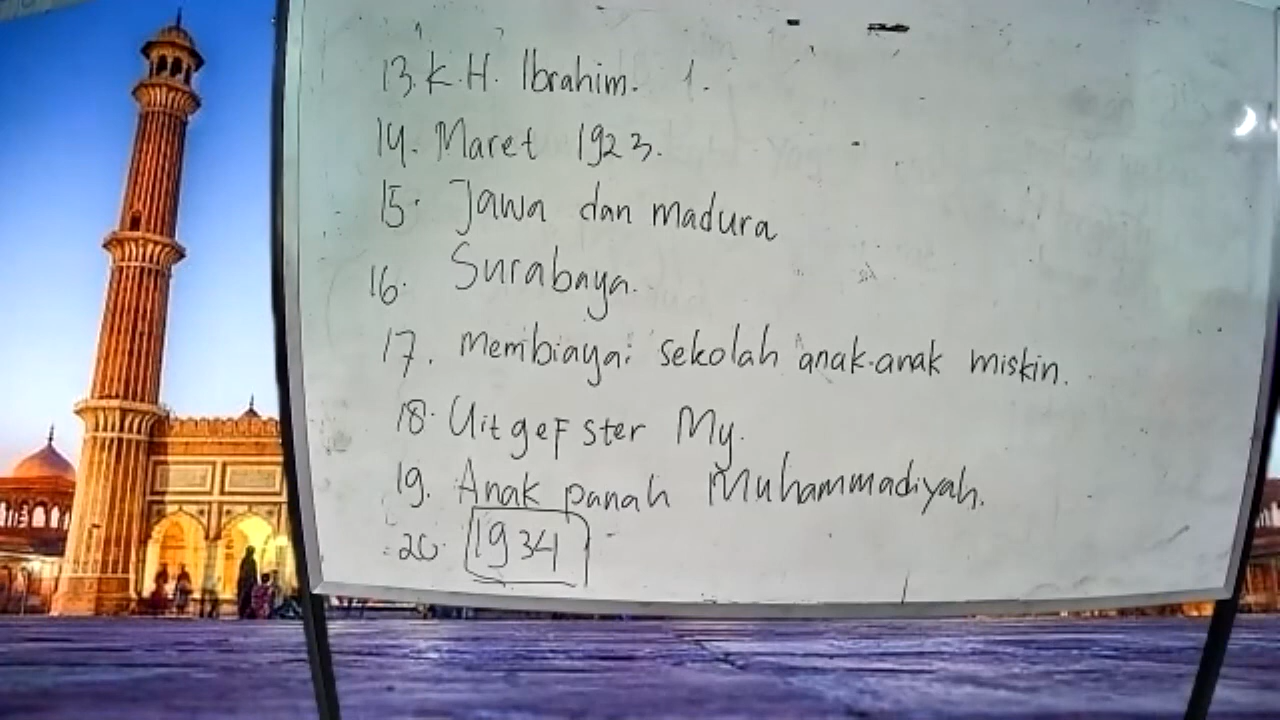 13. K.H. Ibrahim. 1.
14. Maret 1923.
15. Jawa dan madura
16. Surabaya.
17. Membiayai sekolah anak-anak miskin.
18. Uitgefster My.
19. Anak panah Muhammadiyah.
20. 1934